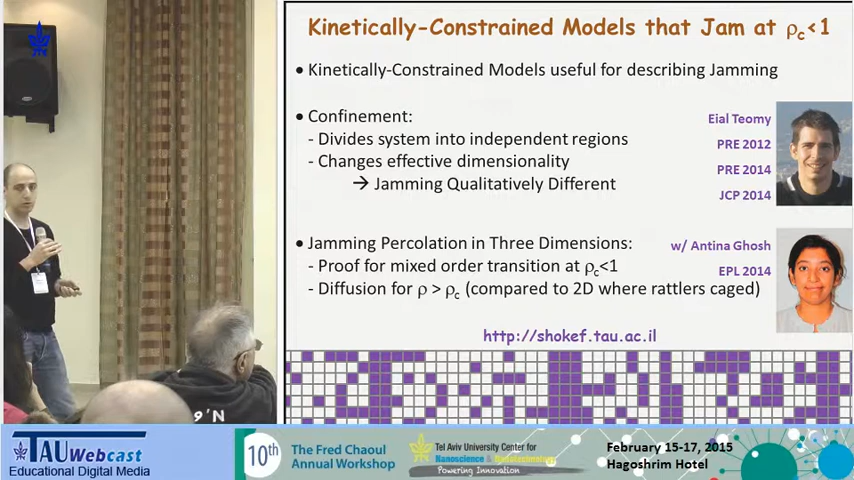 Kinetically-Constrained Models that Jam at ρc<1
• Kinetically-Constrained Models useful for describing Jamming
• Confinement:
- Divides system into independent regions
- Changes effective dimensionality
→ Jamming Qualitatively Different
Eial Teomy
PRE 2012
PRE 2014
JCP 2014
• Jamming Percolation in Three Dimensions:
- Proof for mixed order transition at ρc<1
- Diffusion for ρ > ρc (compared to 2D where rattlers caged)
w/ Antina Ghosh
EPL 2014
http://shokef.tau.ac.il
9'N
TAUWebcast
Educational Digital Media
10th
The Fred Chaoul
Annual Workshop
Tel Aviv University Center for
Nanoscience & Nanotechnology
Powering Innovation
February 15-17, 2015
Hagoshrim Hotel